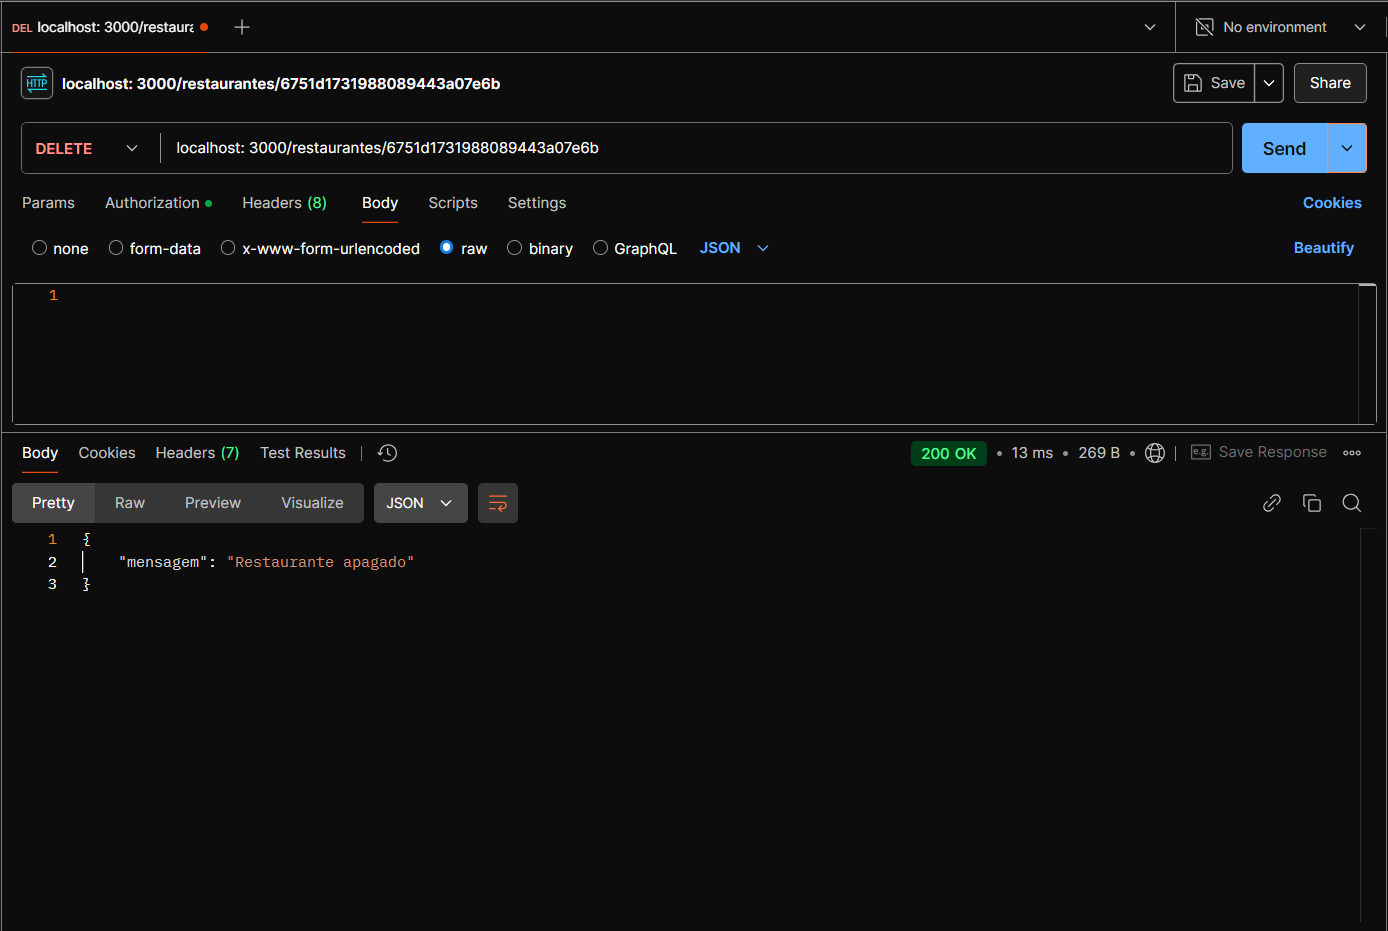 DEL localhost: 3000/restaura
No environment
HTTP localhost: 3000/restaurantes/6751d1731988089443a07e6b
Save
Share
DELETE localhost: 3000/restaurantes/6751d1731988089443a07e6b
Send
Params Authorization Headers (8) Body Scripts Settings Cookies
none form-data x-www-form-urlencoded raw binary GraphQL JSON Beautify
1
Body Cookies Headers (7) Test Results 200 OK • 13 ms • 269 B • e.g. Save Response
Pretty Raw Preview Visualize JSON
1 {
2 "mensagem": "Restaurante apagado"
3 }